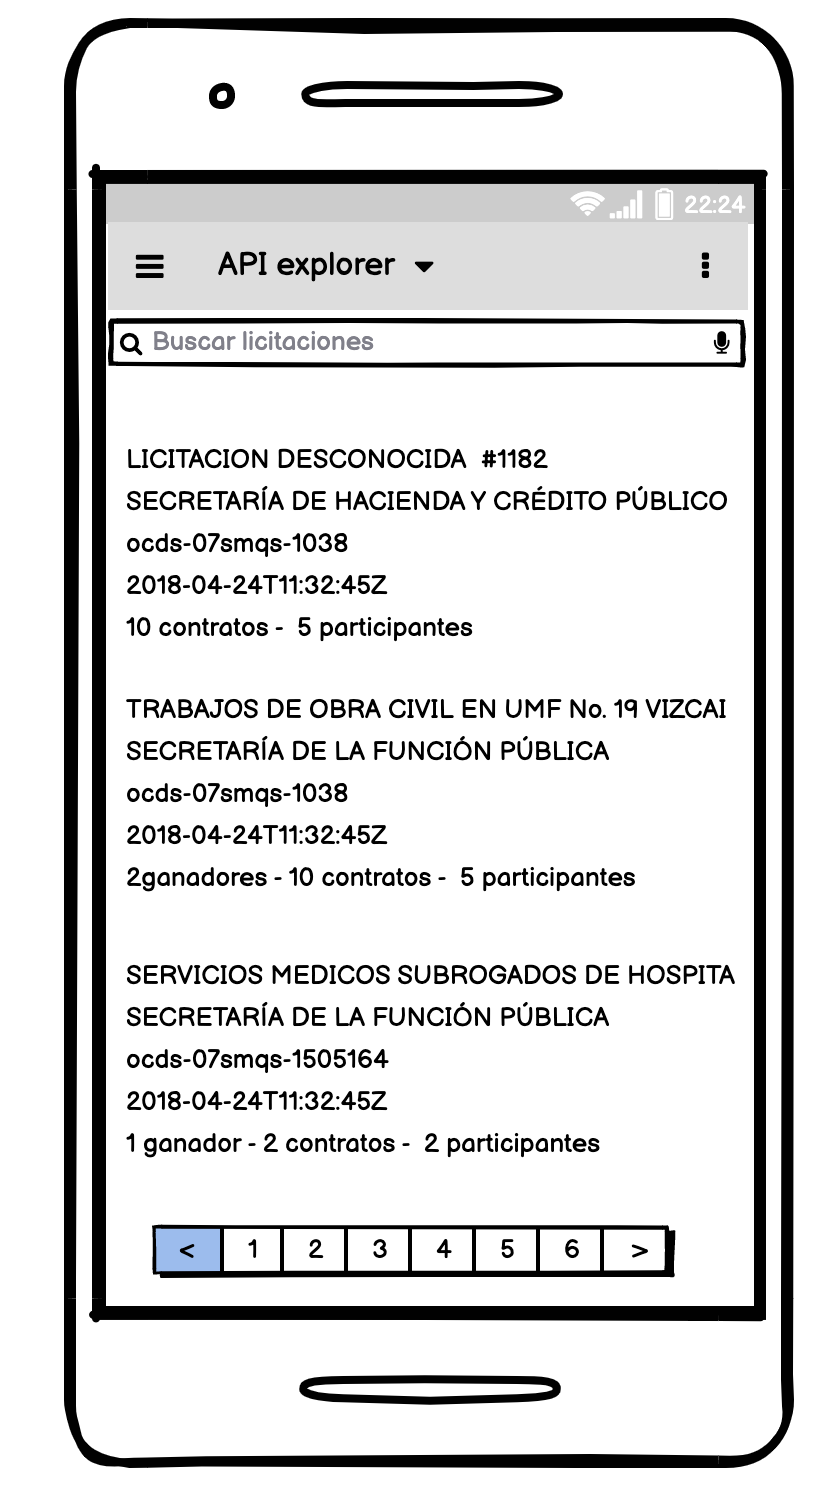 22:24
API explorer
Buscar licitaciones
LICITACION DESCONOCIDA #1182
SECRETARÍA DE HACIENDA Y CRÉDITO PÚBLICO
ocds-07smqs-1038
2018-04-24T11:32:45Z
10 contratos - 5 participantes
TRABAJOS DE OBRA CIVIL EN UMF No. 19 VIZCAI
SECRETARÍA DE LA FUNCIÓN PÚBLICA
ocds-07smqs-1038
2018-04-24T11:32:45Z
2ganadores - 10 contratos - 5 participantes
SERVICIOS MEDICOS SUBROGADOS DE HOSPITA
SECRETARÍA DE LA FUNCIÓN PÚBLICA
ocds-07smqs-1505164
2018-04-24T11:32:45Z
1 ganador - 2 contratos - 2 participantes
< 1 2 3 4 5 6 >